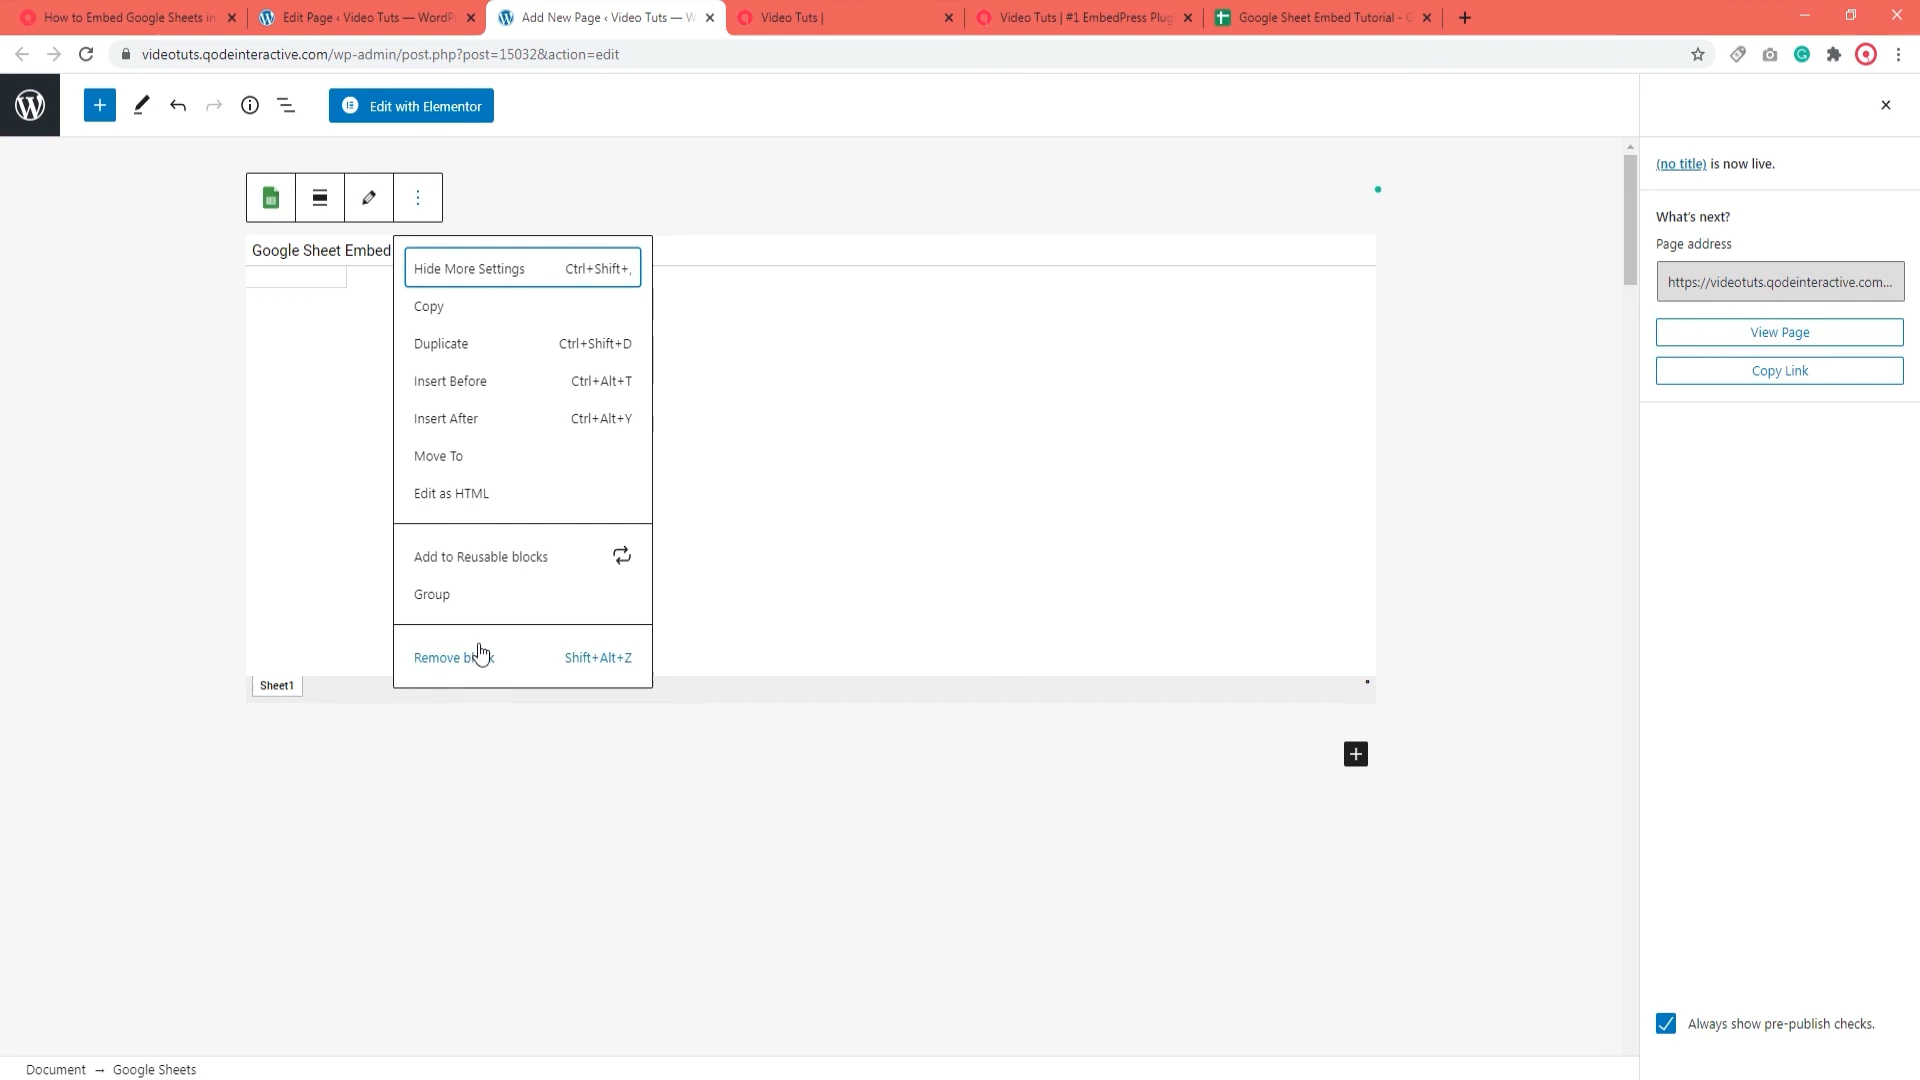 How to Embed Google Sheets in
Edit Page ‹ Video Tuts — WordP
Add New Page ‹ Video Tuts — W
Video Tuts |
Video Tuts | #1 EmbedPress Plug
Google Sheet Embed Tutorial - G
videotuts.qodeinteractive.com/wp-admin/post.php?post=15032&action=edit
Edit with Elementor
(no title) is now live.
What's next?
Page address
https://videotuts.qodeinteractive.com...
View Page
Copy Link
Google Sheet Embed
Hide More Settings Ctrl+Shift+,
Copy
Duplicate Ctrl+Shift+D
Insert Before Ctrl+Alt+T
Insert After Ctrl+Alt+Y
Move To
Edit as HTML
Add to Reusable blocks
Group
Remove block Shift+Alt+Z
Sheet1
Always show pre-publish checks.
Document → Google Sheets